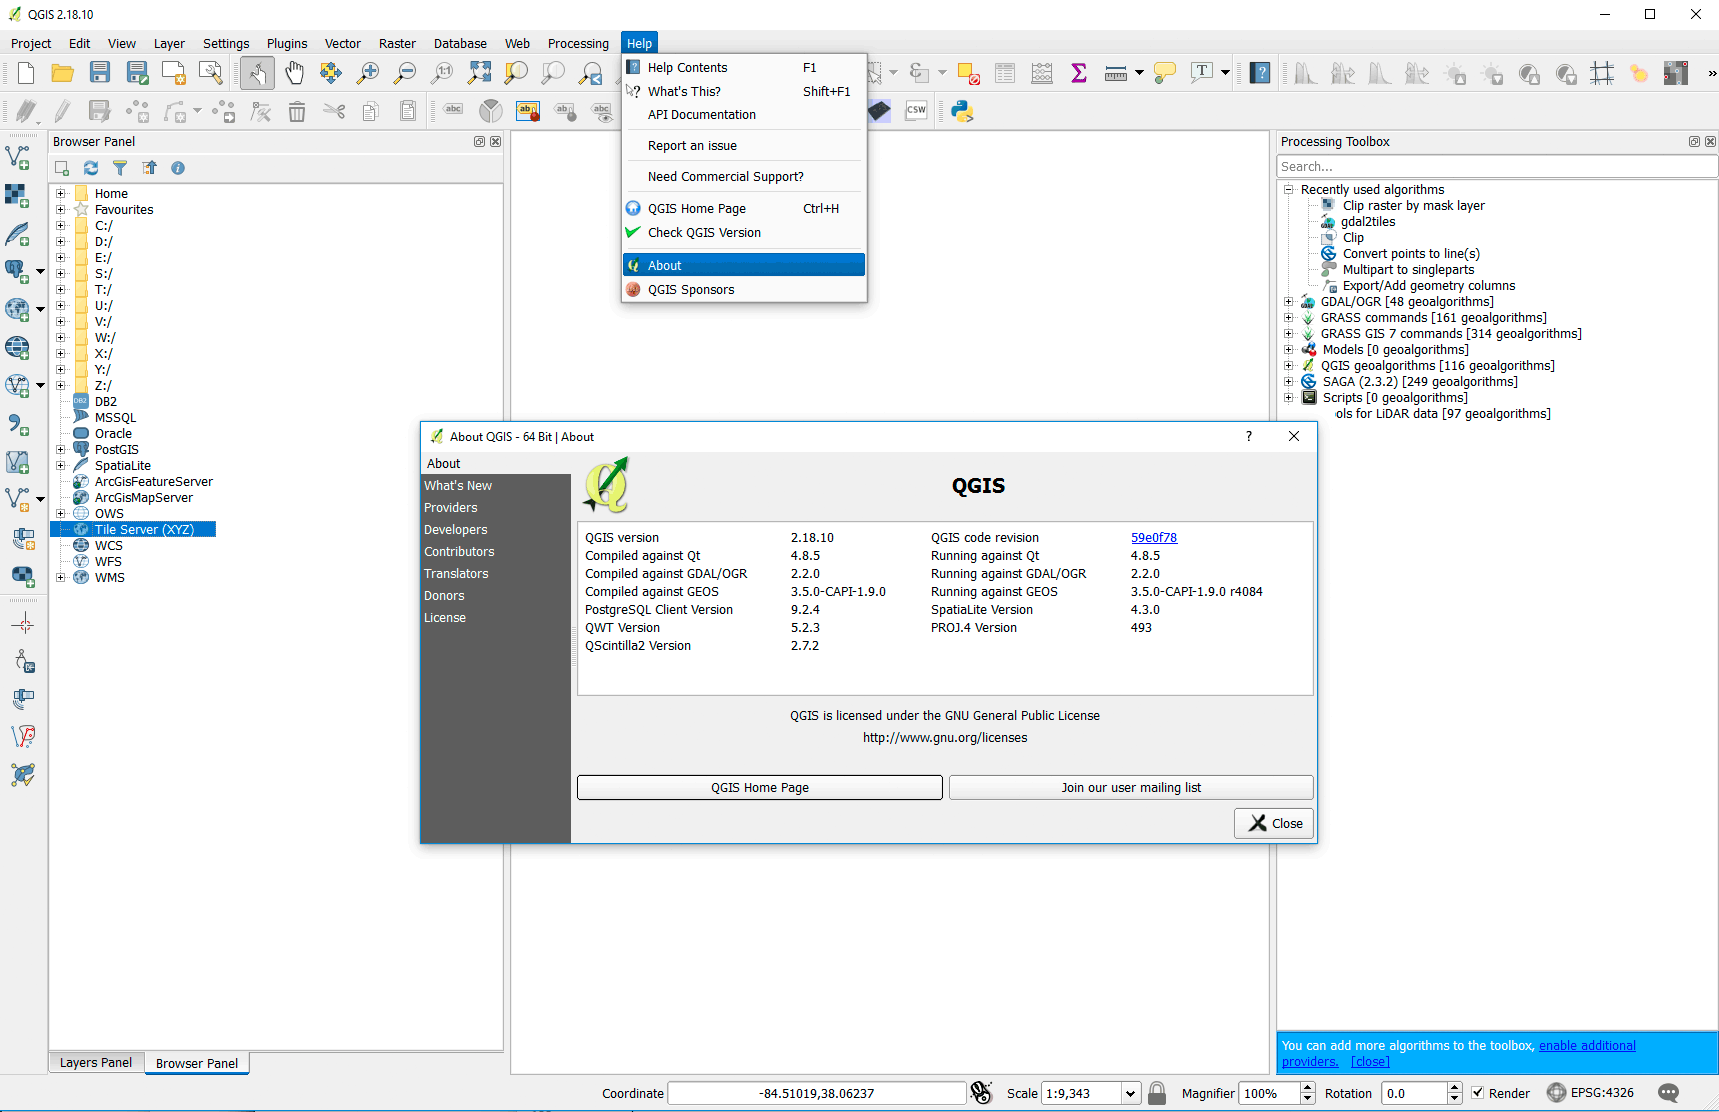 QGIS 2.18.10
Project Edit View Layer Settings Plugins Vector Raster Database Web Processing Help
Help Contents F1
What's This? Shift+F1
API Documentation
Report an issue
Need Commercial Support?
QGIS Home Page Ctrl+H
Check QGIS Version
About
QGIS Sponsors
abc
ab
ab
abc
CSW
T
1:1
Browser Panel
Home
Favourites
C:/
D:/
E:/
S:/
T:/
U:/
V:/
W:/
X:/
Y:/
Z:/
DB2 DB2
MSSQL
Oracle
PostGIS
SpatiaLite
ArcGisFeatureServer
ArcGisMapServer
OWS
Tile Server (XYZ)
WCS
WFS
WMS
Layers Panel Browser Panel
Processing Toolbox
Search...
Recently used algorithms
Clip raster by mask layer
gdal2tiles
Clip
Convert points to line(s)
Multipart to singleparts
Export/Add geometry columns
GDAL/OGR [48 geoalgorithms]
GRASS commands [161 geoalgorithms]
GRASS GIS 7 commands [314 geoalgorithms]
Models [0 geoalgorithms]
QGIS geoalgorithms [116 geoalgorithms]
SAGA (2.3.2) [249 geoalgorithms]
Scripts [0 geoalgorithms]
ols for LiDAR data [97 geoalgorithms]
You can add more algorithms to the toolbox, enable additional
providers. [close]
About QGIS - 64 Bit | About
About
What's New
Providers
Developers
Contributors
Translators
Donors
License
QGIS
QGIS version 2.18.10 QGIS code revision 59e0f78
Compiled against Qt 4.8.5 Running against Qt 4.8.5
Compiled against GDAL/OGR 2.2.0 Running against GDAL/OGR 2.2.0
Compiled against GEOS 3.5.0-CAPI-1.9.0 Running against GEOS 3.5.0-CAPI-1.9.0 r4084
PostgreSQL Client Version 9.2.4 SpatiaLite Version 4.3.0
QWT Version 5.2.3 PROJ.4 Version 493
QScintilla2 Version 2.7.2
QGIS is licensed under the GNU General Public License
http://www.gnu.org/licenses
QGIS Home Page Join our user mailing list
Close
Coordinate -84.51019,38.06237 Scale 1:9,343 Magnifier 100% Rotation 0.0 Render EPSG:4326